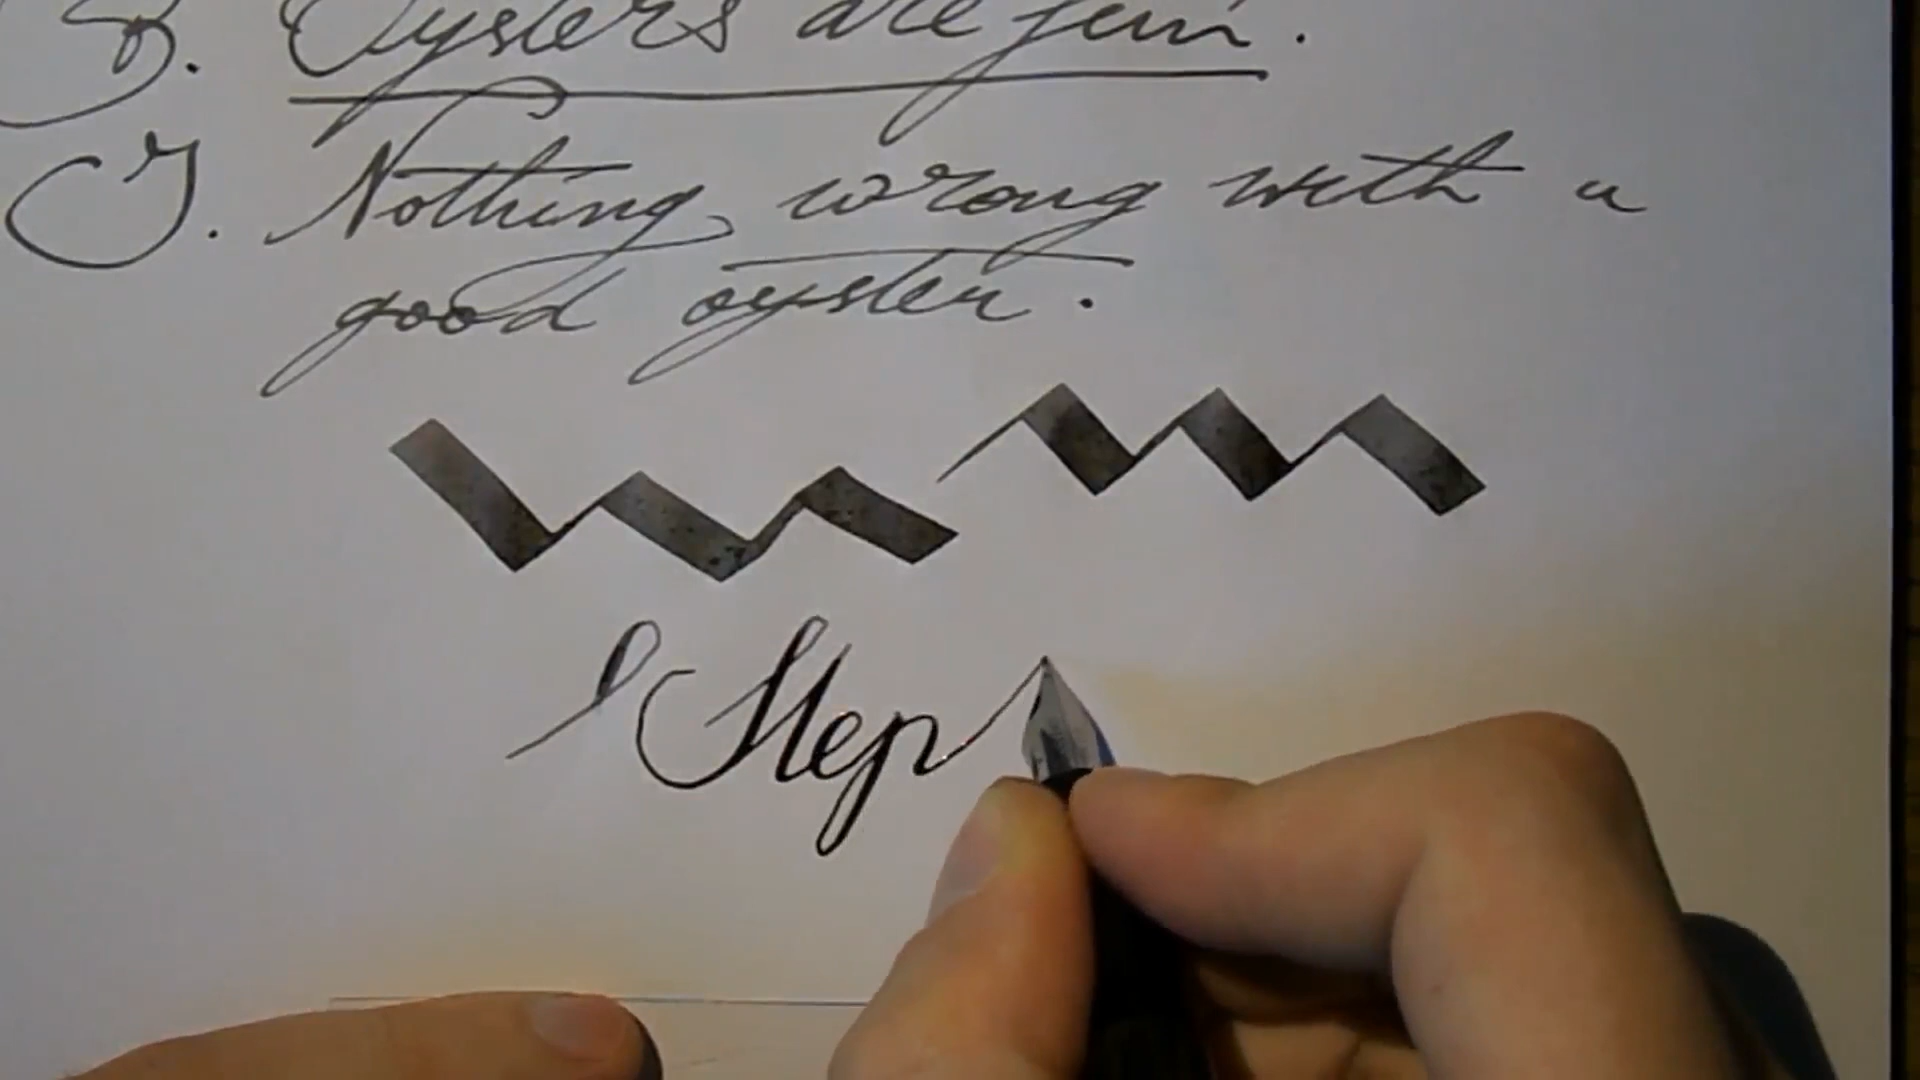 B. Oysters are fun.
J. Nothing wrong with a
good oyster.
Step